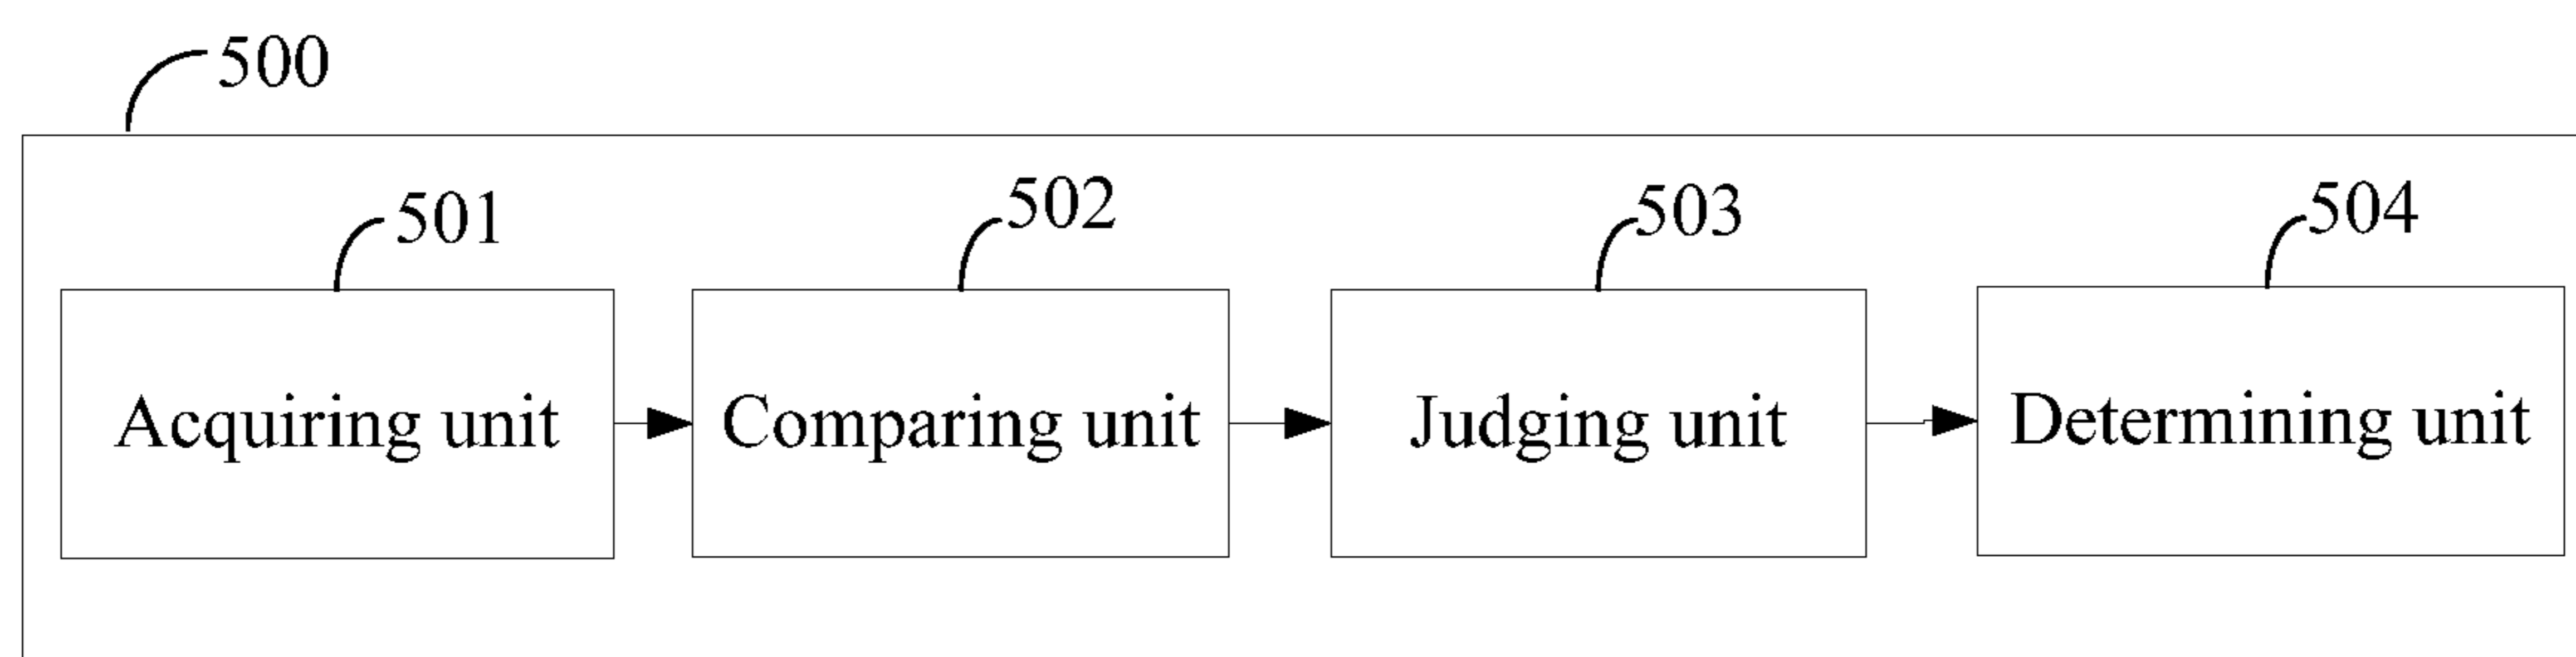 500
501
502
503
504
Acquiring unit
Comparing unit
Judging unit
Determining unit